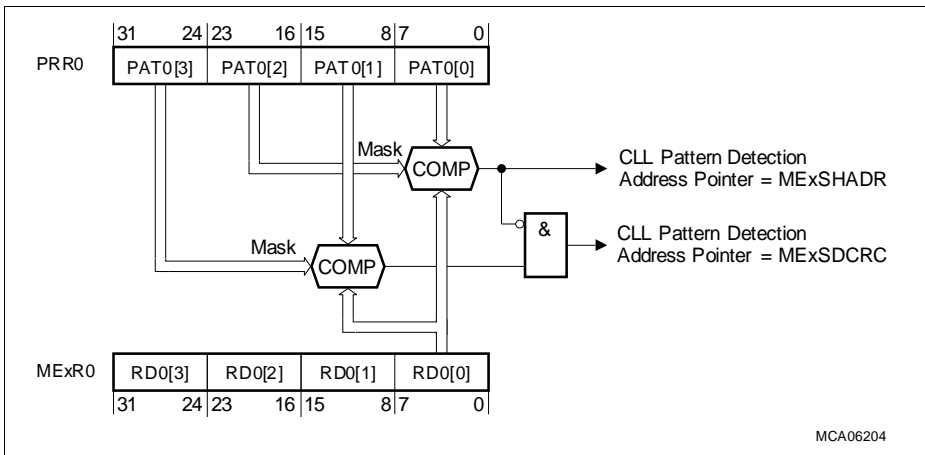 31 24 23 16 15 8 7 0
PRR0 PAT0[3] PAT0[2] PAT0[1] PAT0[0]
Mask COMP
CLL Pattern Detection
Address Pointer = MExSHADR
&
Mask COMP
CLL Pattern Detection
Address Pointer = MExSDCRC
MExR0 RD0[3] RD0[2] RD0[1] RD0[0]
31 24 23 16 15 8 7 0
MCA06204